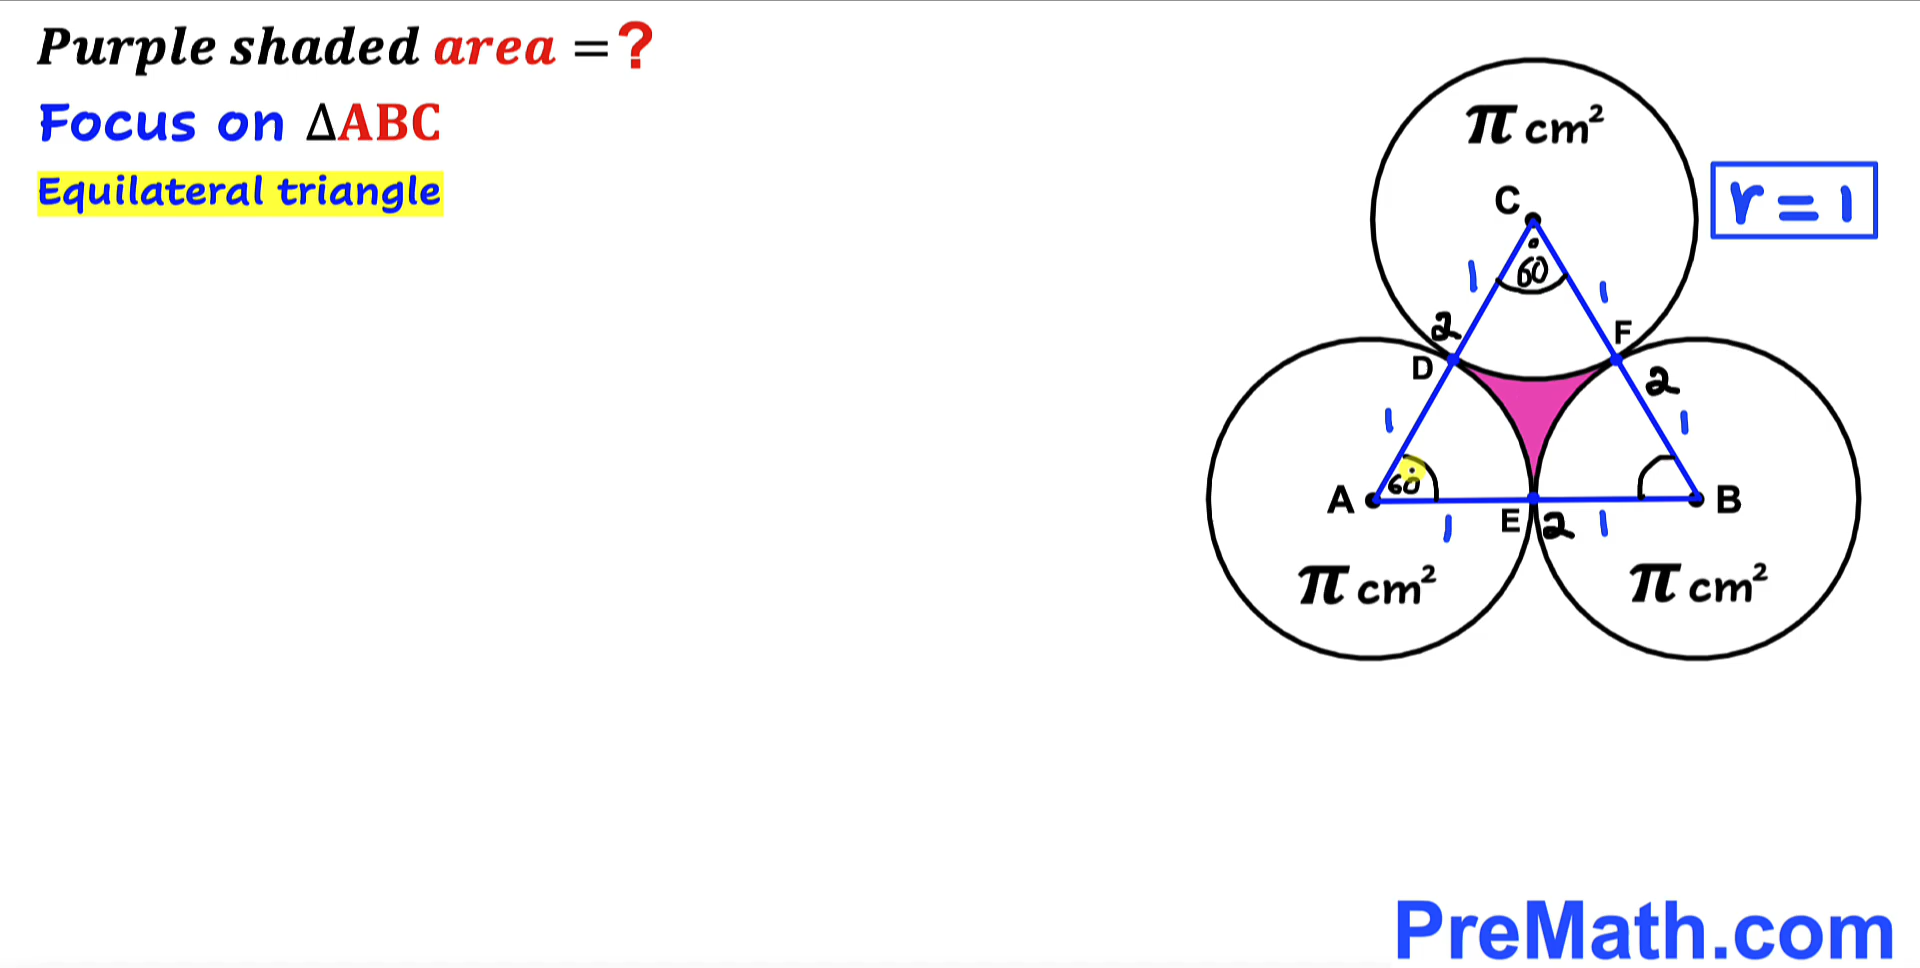 Purple shaded area = ?
Focus on ΔABC
Equilateral triangle
π cm²
C
r = 1
60
1
1
2
F
D
2
1
1
60
A
B
1
E
2
1
π cm²
π cm²
PreMath.com